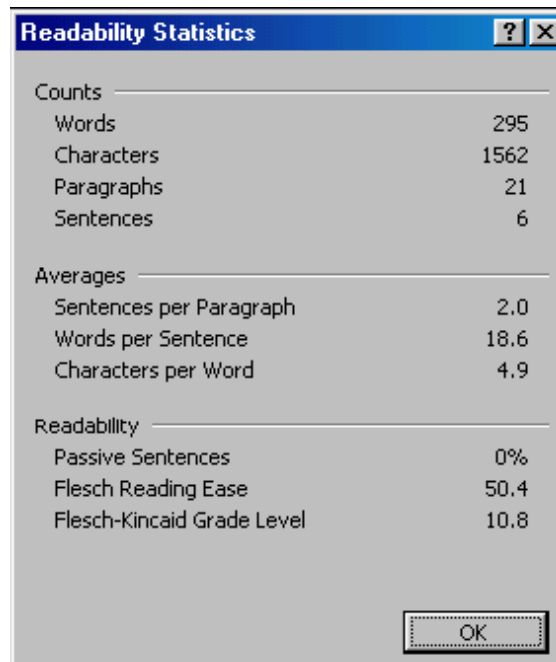 Readability Statistics ? X
Counts
Words 295
Characters 1562
Paragraphs 21
Sentences 6
Averages
Sentences per Paragraph 2.0
Words per Sentence 18.6
Characters per Word 4.9
Readability
Passive Sentences 0%
Flesch Reading Ease 50.4
Flesch-Kincaid Grade Level 10.8
OK